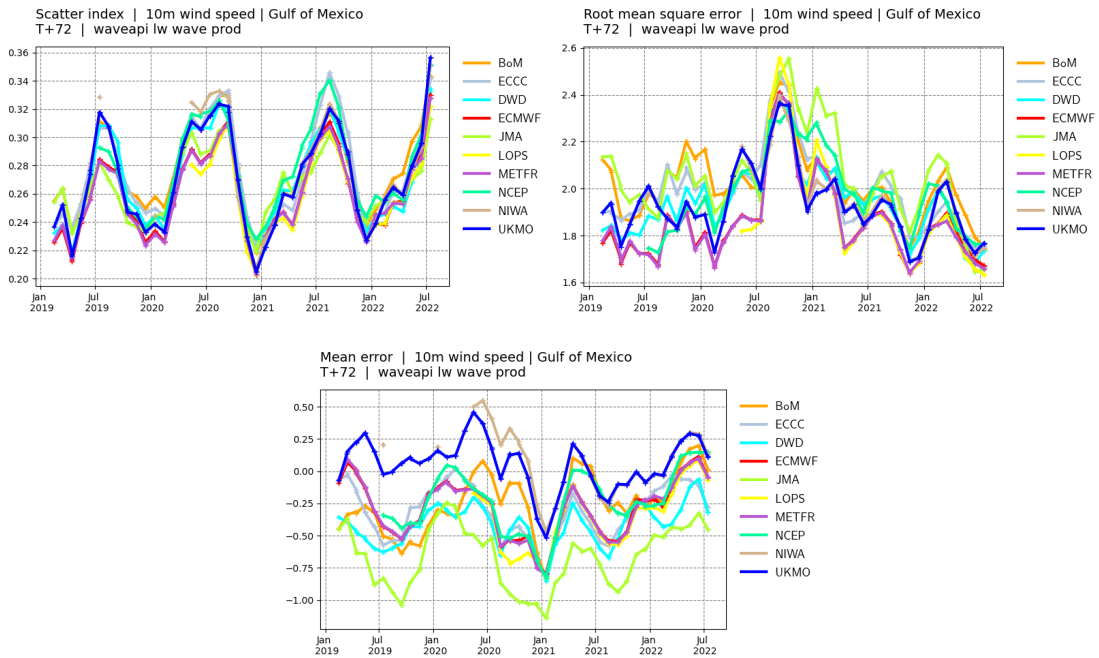 Scatter index | 10m wind speed | Gulf of Mexico
T+72 | waveapi lw wave prod
0.36
0.34
0.32
0.30
0.28
0.26
0.24
0.22
0.20
Jan
2019
Jul
Jan
2020
Jul
Jan
2021
Jul
Jan
2022
Jul
BoM
ECCC
DWD
ECMWF
JMA
LOPS
METFR
NCEP
NIWA
UKMO
Root mean square error | 10m wind speed | Gulf of Mexico
T+72 | waveapi lw wave prod
2.6
2.4
2.2
2.0
1.8
1.6
Jan
2019
Jul
Jan
2020
Jul
Jan
2021
Jul
Jan
2022
Jul
BoM
ECCC
DWD
ECMWF
JMA
LOPS
METFR
NCEP
NIWA
UKMO
Mean error | 10m wind speed | Gulf of Mexico
T+72 | waveapi lw wave prod
0.50
0.25
0.00
−0.25
−0.50
−0.75
−1.00
Jan
2019
Jul
2019
Jan
2020
Jul
2020
Jan
2021
Jul
2021
Jan
2022
Jul
2022
BoM
ECCC
DWD
ECMWF
JMA
LOPS
METFR
NCEP
NIWA
UKMO